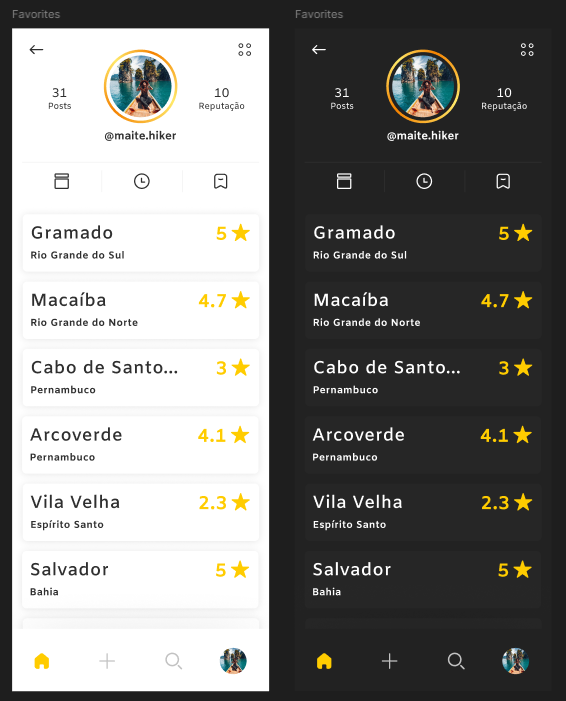 Favorites
31
Posts
10
Reputação
@maite.hiker
Gramado
5
Rio Grande do Sul
Macaíba
4.7
Rio Grande do Norte
Cabo de Santo...
3
Pernambuco
Arcoverde
4.1
Pernambuco
Vila Velha
2.3
Espírito Santo
Salvador
5
Bahia
Favorites
31
Posts
10
Reputação
@maite.hiker
Gramado
5
Rio Grande do Sul
Macaíba
4.7
Rio Grande do Norte
Cabo de Santo...
3
Pernambuco
Arcoverde
4.1
Pernambuco
Vila Velha
2.3
Espírito Santo
Salvador
5
Bahia